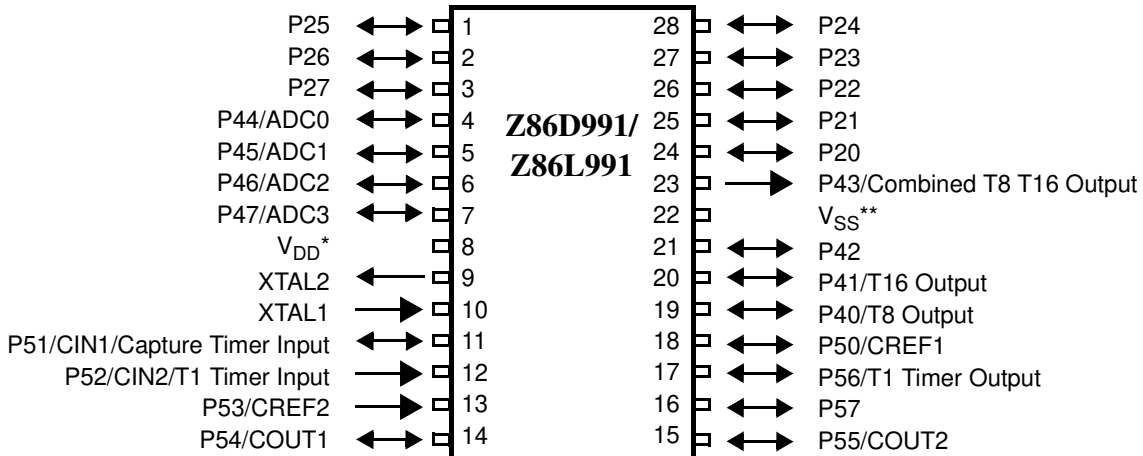 P25 1 28 P24
P26 2 27 P23
P27 3 26 P22
P44/ADC0 4 Z86D991/ 25 P21
P45/ADC1 5 24 P20
Z86L991
P46/ADC2 6 23 P43/Combined T8 T16 Output
P47/ADC3 7 22 VSS**
VDD* 8 21 P42
XTAL2 9 20 P41/T16 Output
XTAL1 10 19 P40/T8 Output
P51/CIN1/Capture Timer Input 11 18 P50/CREF1
P52/CIN2/T1 Timer Input 12 17 P56/T1 Timer Output
P53/CREF2 13 16 P57
P54/COUT1 14 15 P55/COUT2